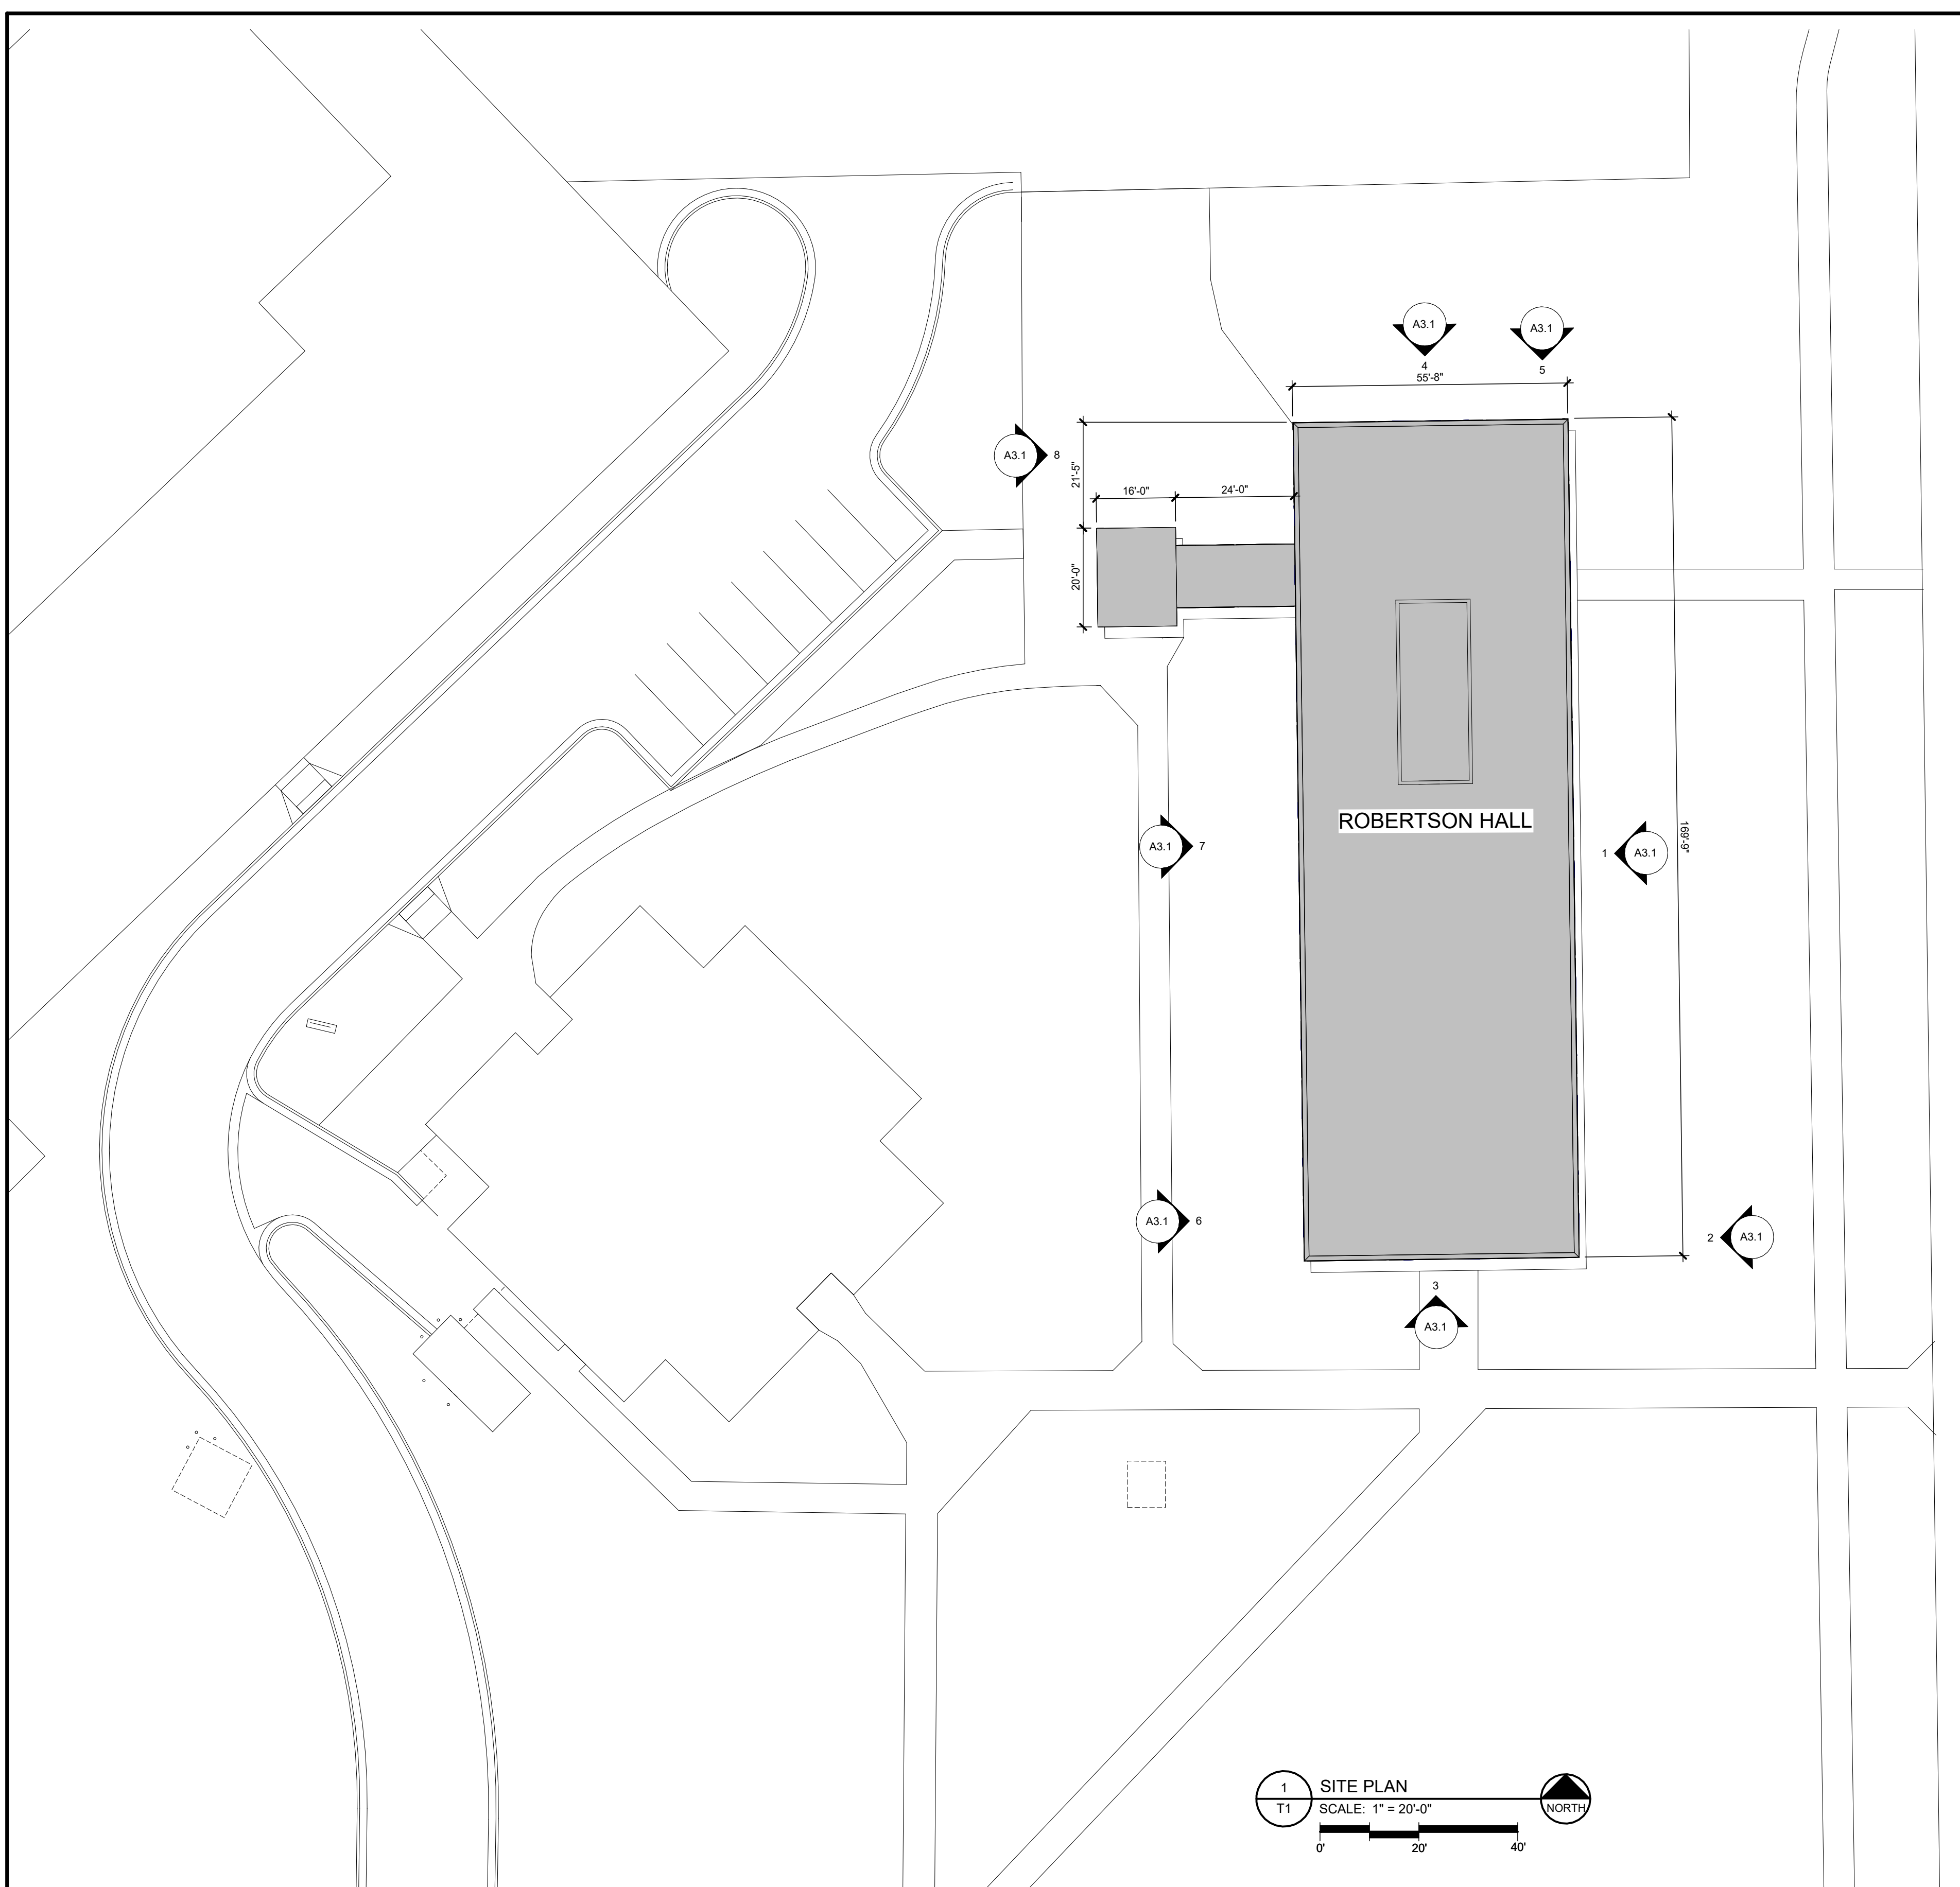 A3.1
4
A3.1
5
55'-8"
A3.1
8
21'-5"
16'-0"
24'-0"
20'-0"
ROBERTSON HALL
169'-9"
A3.1
7
1
A3.1
A3.1
6
2
A3.1
3
A3.1
1
T1
SITE PLAN
SCALE: 1" = 20'-0"
NORTH
0'
20'
40'